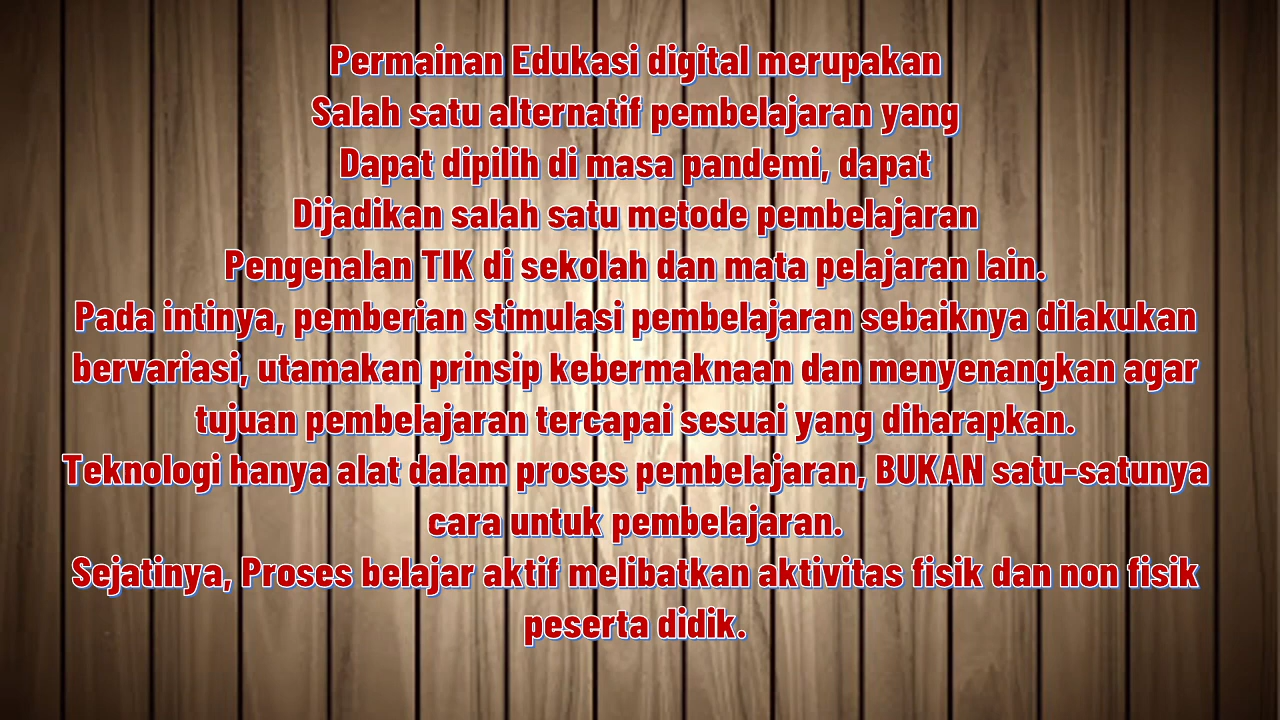 Permainan Edukasi digital merupakan
Salah satu alternatif pembelajaran yang
Dapat dipilih di masa pandemi, dapat
Dijadikan salah satu metode pembelajaran
Pengenalan TIK di sekolah dan mata pelajaran lain.
Pada intinya, pemberian stimulasi pembelajaran sebaiknya dilakukan
bervariasi, utamakan prinsip kebermaknaan dan menyenangkan agar
tujuan pembelajaran tercapai sesuai yang diharapkan.
Teknologi hanya alat dalam proses pembelajaran, BUKAN satu-satunya
cara untuk pembelajaran.
Sejatinya, Proses belajar aktif melibatkan aktivitas fisik dan non fisik
peserta didik.